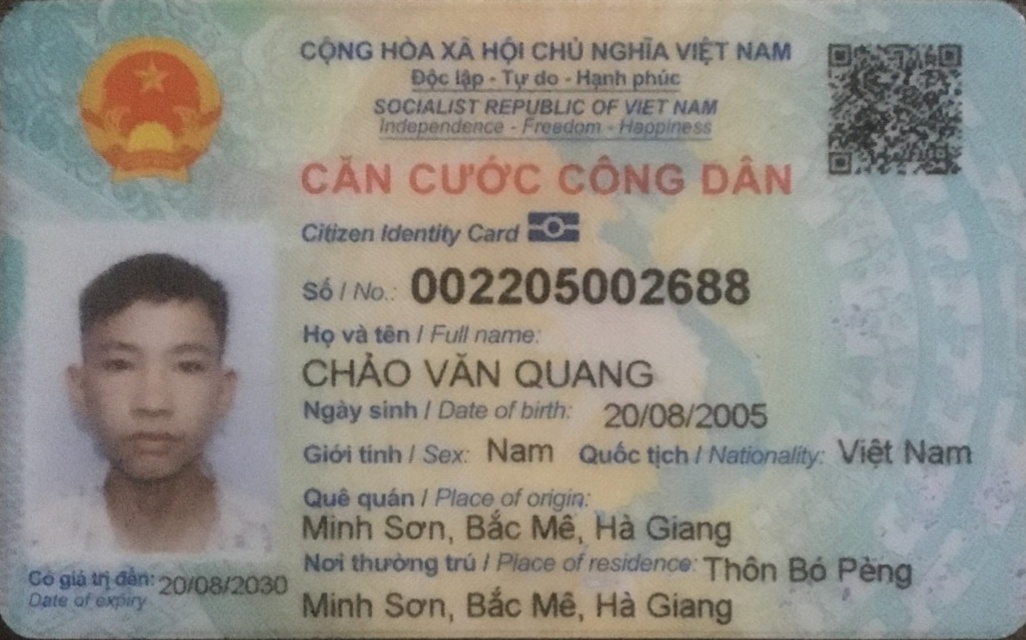 CỘNG HÒA XÃ HỘI CHỦ NGHĨA VIỆT NAM
Độc lập - Tự do - Hạnh phúc
SOCIALIST REPUBLIC OF VIET NAM
Independence - Freedom - Happiness
CĂN CƯỚC CÔNG DÂN
Citizen Identity Card
Số / No.: 002205002688
Họ và tên / Full name:
CHẢO VĂN QUANG
Ngày sinh / Date of birth: 20/08/2005
Giới tính / Sex: Nam Quốc tịch / Nationality: Việt Nam
Quê quán / Place of origin:
Minh Sơn, Bắc Mê, Hà Giang
Nơi thường trú / Place of residence: Thôn Bó Pèng
Minh Sơn, Bắc Mê, Hà Giang
Có giá trị đến: 20/08/2030
Date of expiry